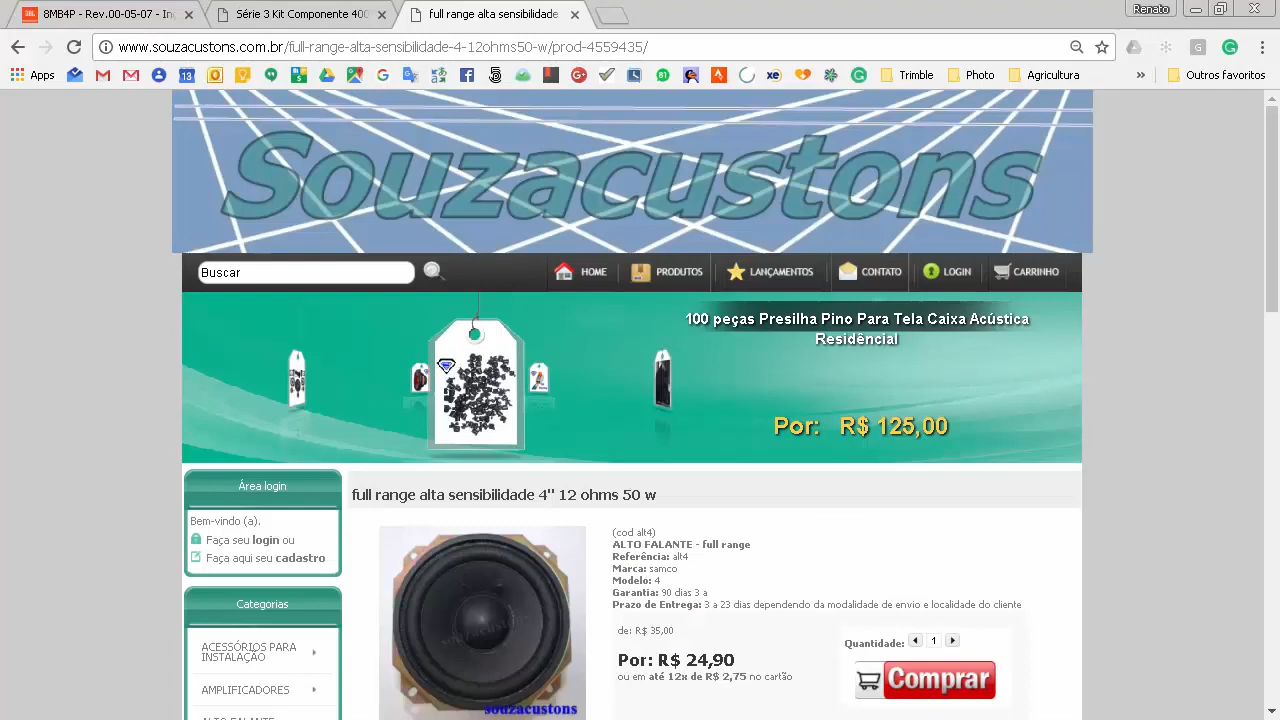 8MB4P - Rev.00-05-07 - Ing
Série 3 Kit Componente 400
full range alta sensibilidade
Renato
www.souzacustons.com.br/full-range-alta-sensibilidade-4-12ohms50-w/prod-4559435/
Apps
Trimble
Photo
Agricultura
Outros favoritos
Souzacustons
Buscar
HOME
PRODUTOS
LANÇAMENTOS
CONTATO
LOGIN
CARRINHO
100 peças Presilha Pino Para Tela Caixa Acústica
Residêncial
Por: R$ 125,00
Área login
Bem-vindo (a).
Faça seu login ou
Faça aqui seu cadastro
Categorias
ACESSÓRIOS PARA
INSTALAÇÃO
AMPLIFICADORES
ALTO FALANTE
full range alta sensibilidade 4" 12 ohms 50 w
souzacustons
(cod alt4)
ALTO FALANTE - full range
Referência: alt4
Marca: samco
Modelo: 4
Garantia: 90 dias 3 a
Prazo de Entrega: 3 a 23 dias dependendo da modalidade de envio e localidade do cliente
de: R$ 35,00
Por: R$ 24,90
ou em até 12x de R$ 2,75 no cartão
Quantidade: 1
Comprar